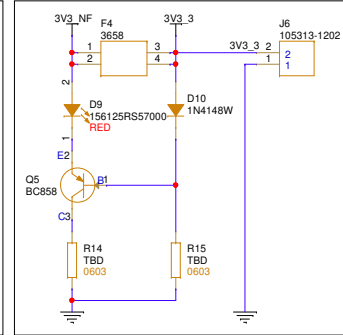 3V3_NF
F4
3658
3V3_3
J6
105313-1202
1
2
3
4
3V3_3
2
1
2
1
2
D9
156125RS57000
RED
1
D10
1N4148W
E2
Q5
BC858
B1
C3
R14
TBD
0603
R15
TBD
0603